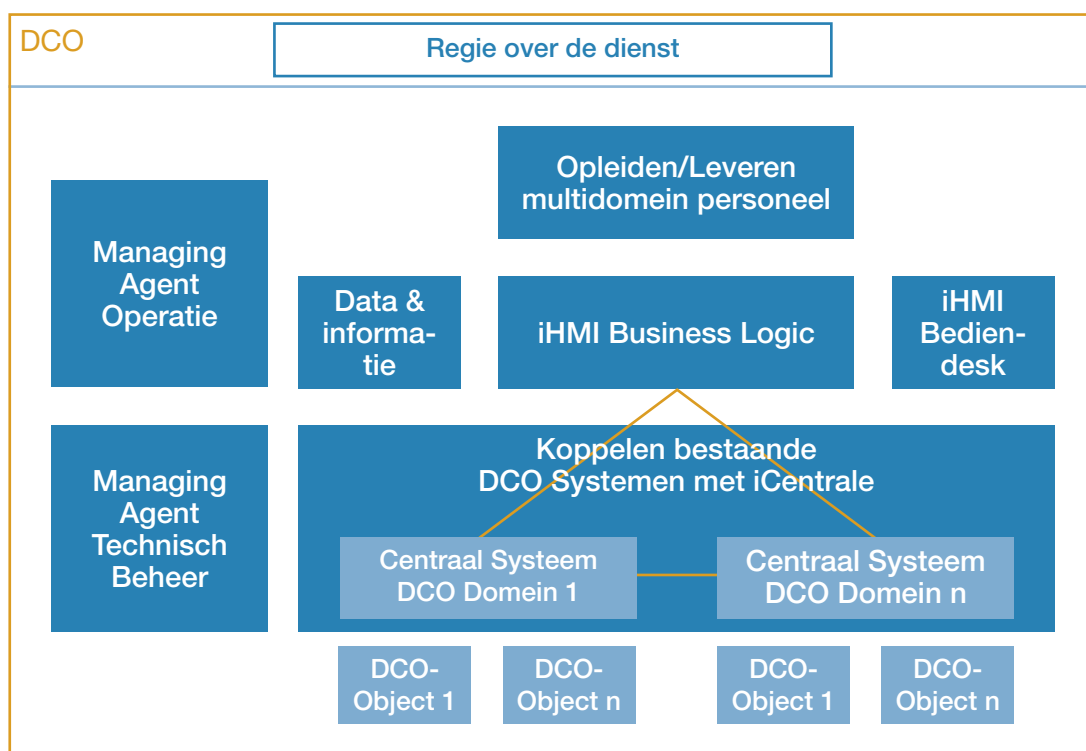 DCO
Regie over de dienst
Opleiden/Leveren
multidomein personeel
Managing
Agent
Operatie
Data &
informa-
tie
iHMI Business Logic
iHMI
Bedien-
desk
Managing
Agent
Technisch
Beheer
Koppelen bestaande
DCO Systemen met iCentrale
Centraal Systeem
DCO Domein 1
Centraal Systeem
DCO Domein n
DCO-
Object 1
DCO-
Object n
DCO-
Object 1
DCO-
Object n